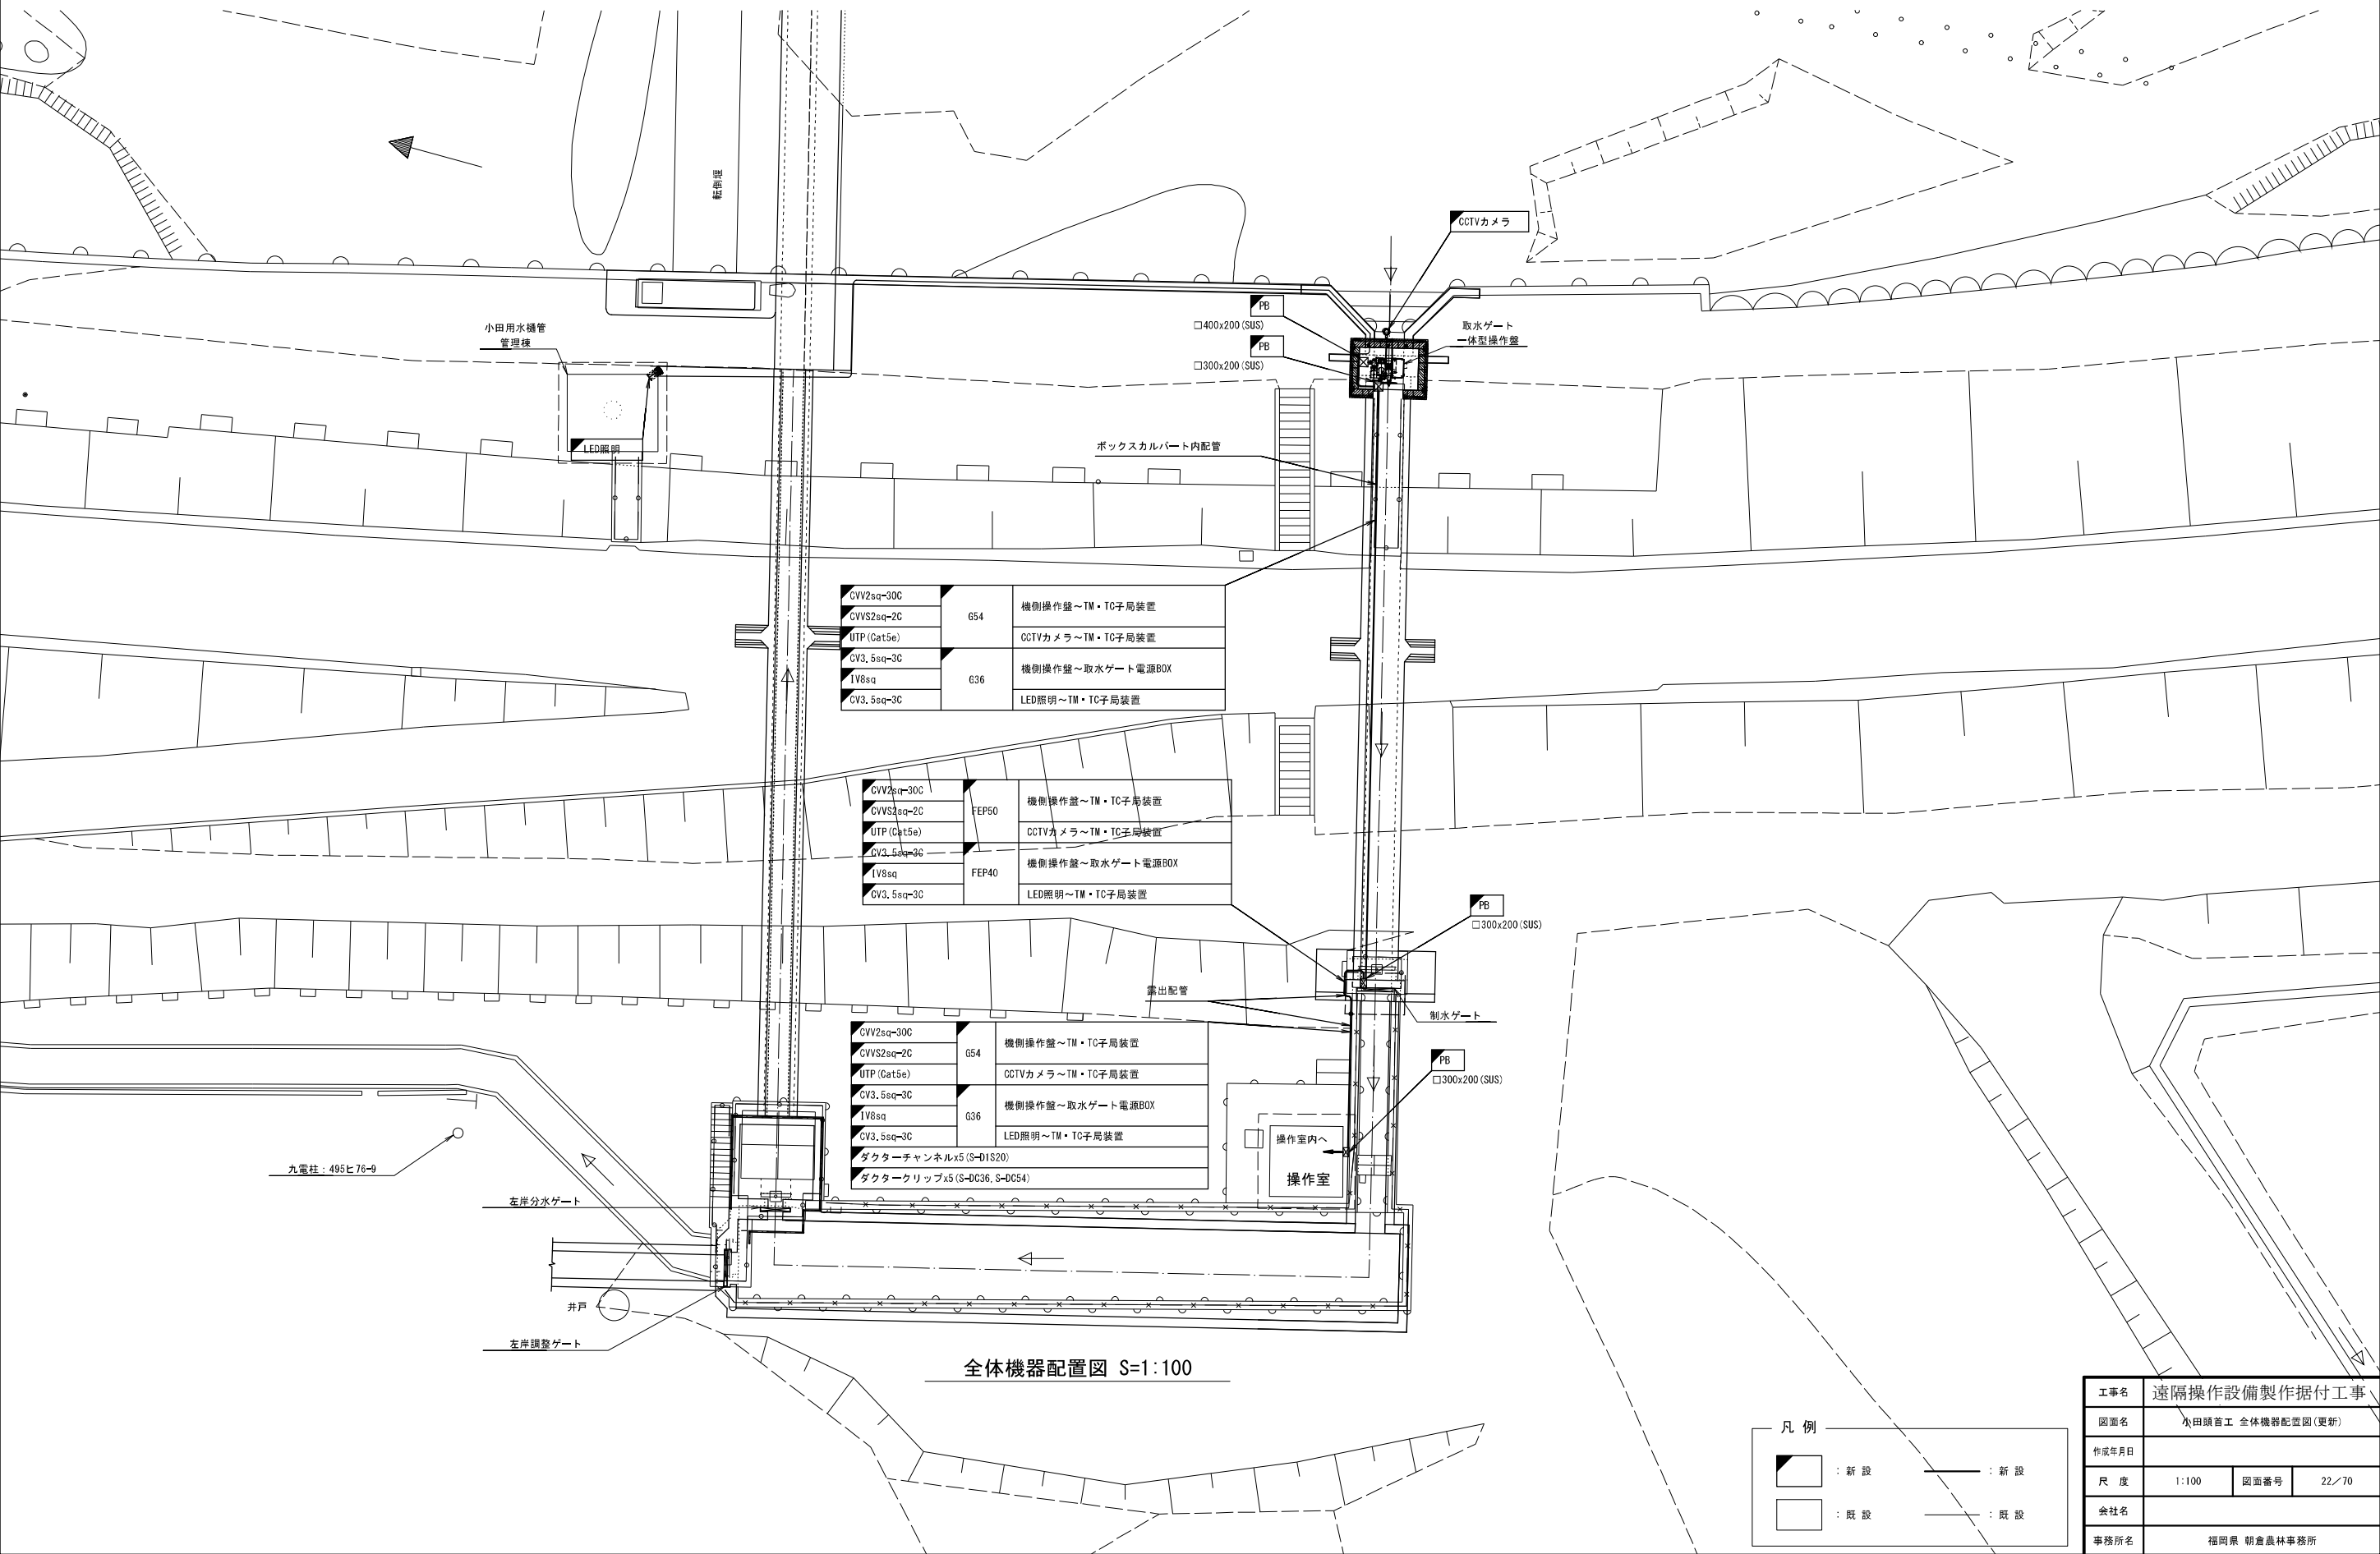 転倒堰
CCTVカメラ
PB
□400x200(SUS)
PB
□300x200(SUS)
取水ゲート
一体型操作盤
小田用水樋管
管理棟
LED照明
ボックスカルバート内配管
CVV2sq-30C
CVVS2sq-2C
UTP(Cat5e)
CV3.5sq-3C
IV8sq
CV3.5sq-3C
G54
G36
機側操作盤～TM・TC子局装置
CCTVカメラ～TM・TC子局装置
機側操作盤～取水ゲート電源BOX
LED照明～TM・TC子局装置
CVV2sq-30C
CVVS2sq-2C
UTP(Cat5e)
CV3.5sq-3C
IV8sq
CV3.5sq-3C
FEP50
FEP40
機側操作盤～TM・TC子局装置
CCTVカメラ～TM・TC子局装置
機側操作盤～取水ゲート電源BOX
LED照明～TM・TC子局装置
PB
□300x200(SUS)
露出配管
制水ゲート
CVV2sq-30C
CVVS2sq-2C
UTP(Cat5e)
CV3.5sq-3C
IV8sq
CV3.5sq-3C
G54
G36
機側操作盤～TM・TC子局装置
CCTVカメラ～TM・TC子局装置
機側操作盤～取水ゲート電源BOX
LED照明～TM・TC子局装置
ダクターチャンネルx5(S-D1S20)
ダクタークリップx5(S-DC36,S-DC54)
PB
□300x200(SUS)
操作室内へ
操作室
九電柱：495ヒ76-9
左岸分水ゲート
井戸
左岸調整ゲート
全体機器配置図 S=1:100
凡 例
：新 設
：新 設
：既 設
：既 設
工事名 遠隔操作設備製作据付工事
図面名 小田頭首工 全体機器配置図(更新)
作成年月日
尺 度 1:100 図面番号 22／70
会社名
事務所名 福岡県 朝倉農林事務所